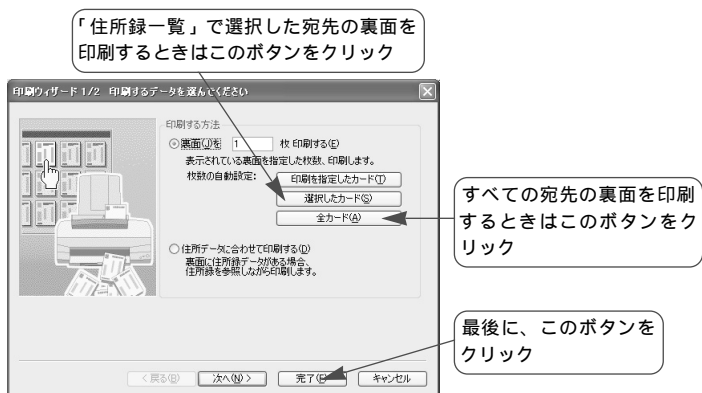 「住所録一覧」で選択した宛先の裏面を
印刷するときはこのボタンをクリック
印刷ウィザード 1/2 印刷するデータを選んでください
印刷する方法
裏面(J)を 1 枚 印刷する(E)
表示されている裏面を指定した枚数、印刷します。
枚数の自動設定: 印刷を指定したカード(T)
選択したカード(S)
全カード(A)
すべての宛先の裏面を印刷
するときはこのボタンをク
リック
住所データに合わせて印刷する(D)
裏面に住所録データがある場合、
住所録を参照しながら印刷します。
最後に、このボタンを
クリック
< 戻る(B) 次へ(N) > 完了(F) キャンセル